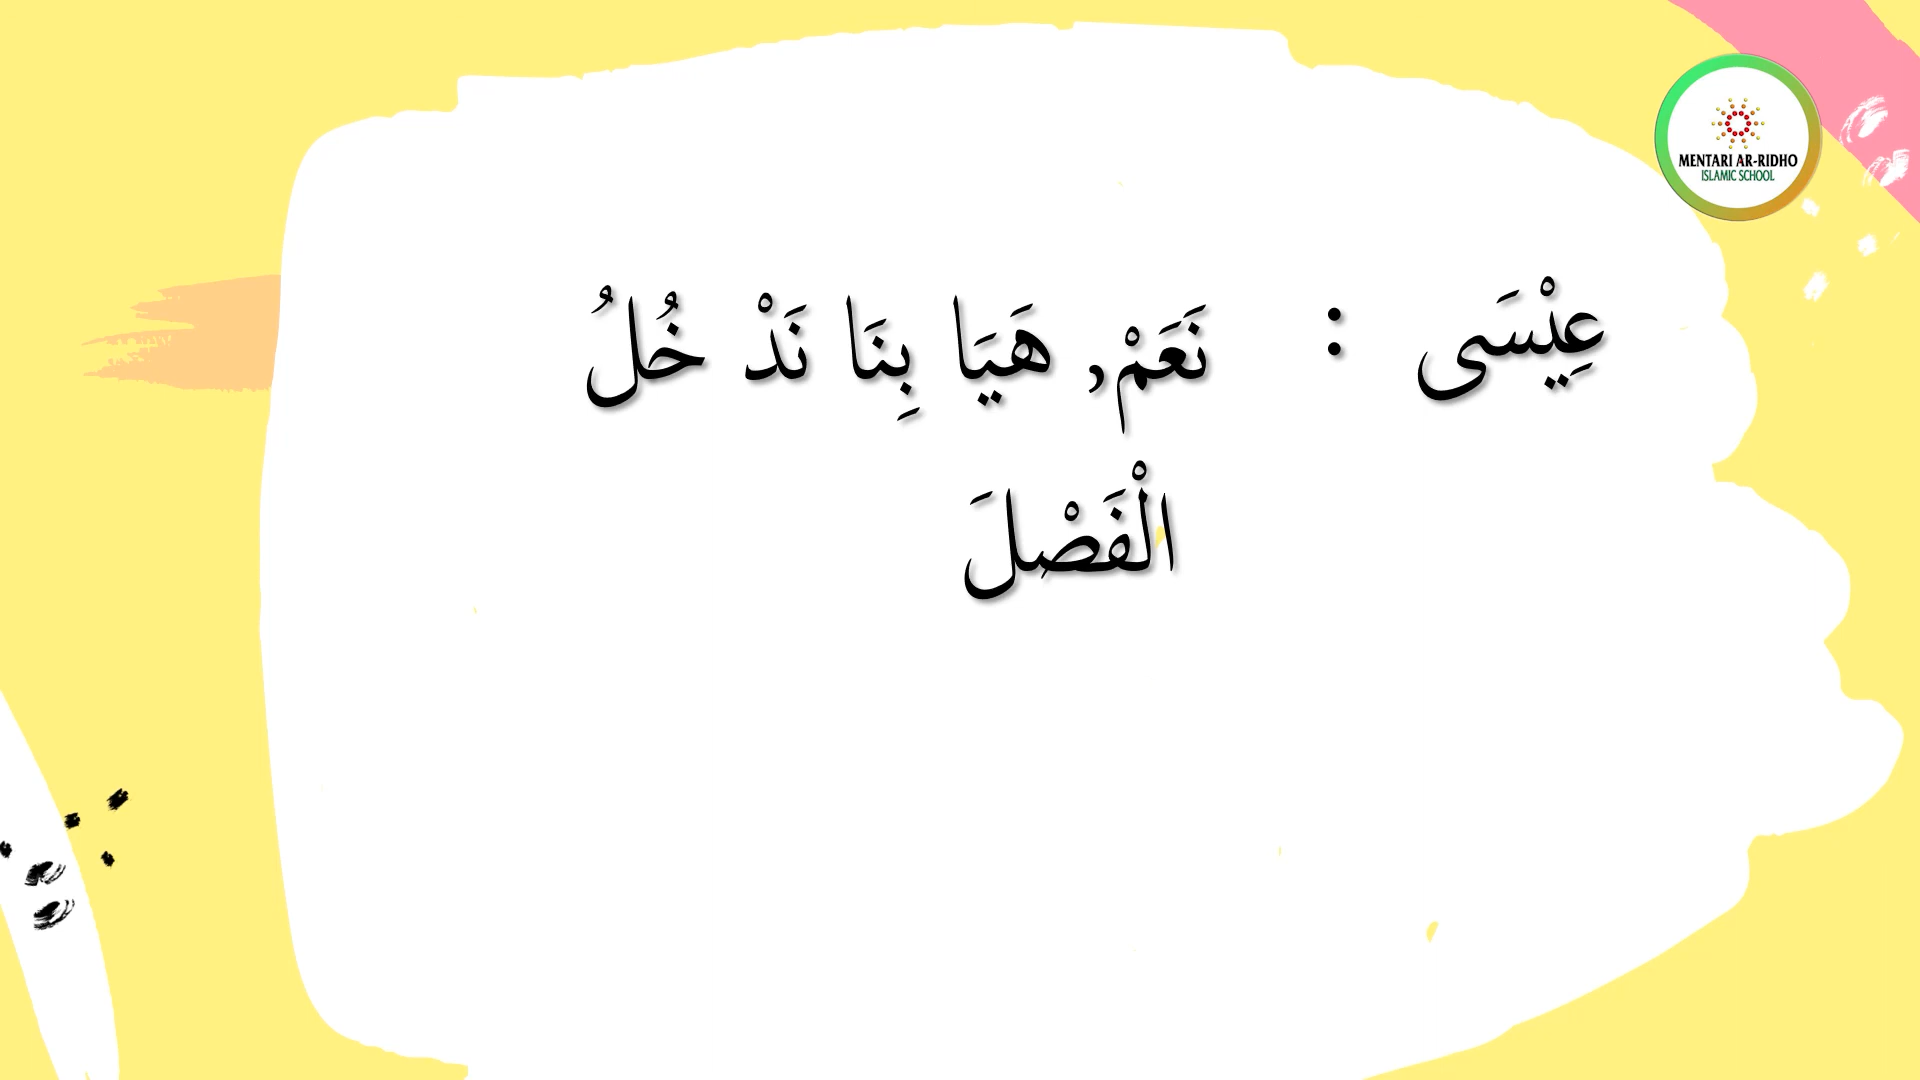 MENTARI AR-RIDHO
ISLAMIC SCHOOL
عِيْسَى : نَعَمْ, هَيَا بِنَا نَدْ خُلُ
الْفَصْلَ